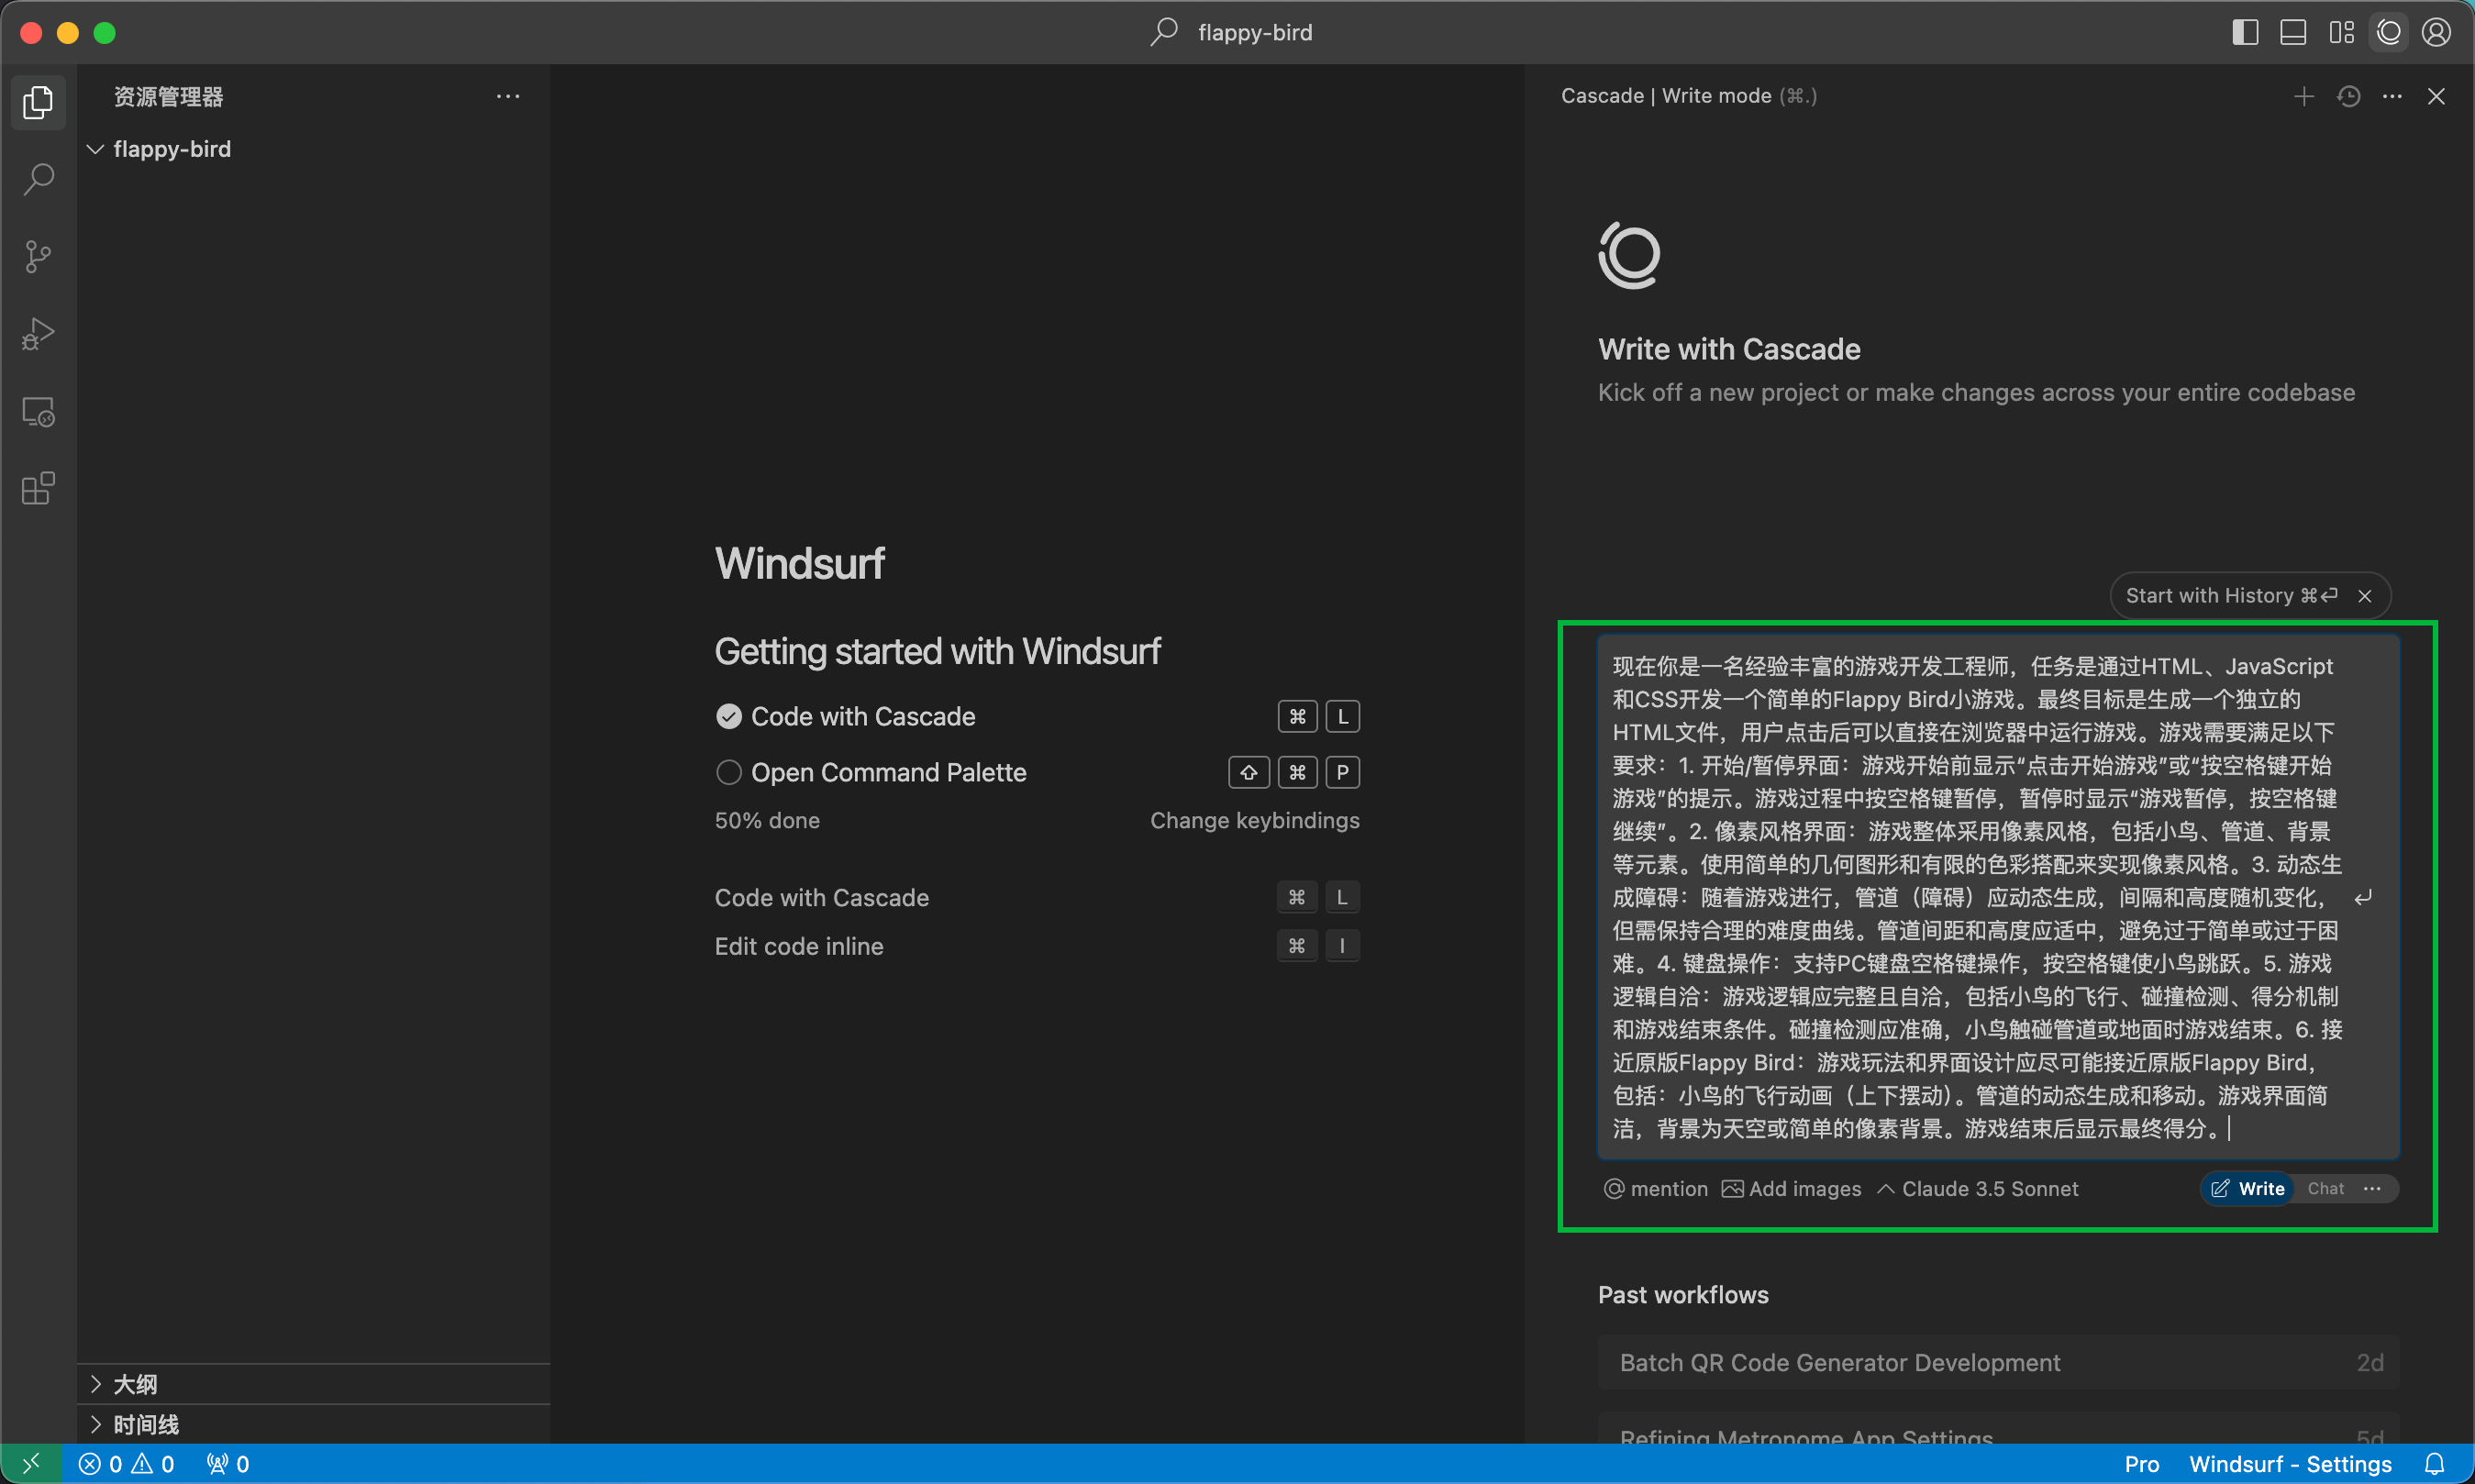 flappy-bird
资源管理器
flappy-bird
大纲
时间线
Windsurf
Getting started with Windsurf
Code with Cascade ⌘ L
Open Command Palette ⇧ ⌘ P
50% done Change keybindings
Code with Cascade ⌘ L
Edit code inline ⌘ I
Cascade | Write mode (⌘.)
Write with Cascade
Kick off a new project or make changes across your entire codebase
Start with History ⌘⏎
现在你是一名经验丰富的游戏开发工程师，任务是通过HTML、JavaScript
和CSS开发一个简单的Flappy Bird小游戏。最终目标是生成一个独立的
HTML文件，用户点击后可以直接在浏览器中运行游戏。游戏需要满足以下
要求：1. 开始/暂停界面：游戏开始前显示“点击开始游戏”或“按空格键开始
游戏”的提示。游戏过程中按空格键暂停，暂停时显示“游戏暂停，按空格键
继续”。2. 像素风格界面：游戏整体采用像素风格，包括小鸟、管道、背景
等元素。使用简单的几何图形和有限的色彩搭配来实现像素风格。3. 动态生
成障碍：随着游戏进行，管道（障碍）应动态生成，间隔和高度随机变化，
但需保持合理的难度曲线。管道间距和高度应适中，避免过于简单或过于困
难。4. 键盘操作：支持PC键盘空格键操作，按空格键使小鸟跳跃。5. 游戏
逻辑自洽：游戏逻辑应完整且自洽，包括小鸟的飞行、碰撞检测、得分机制
和游戏结束条件。碰撞检测应准确，小鸟触碰管道或地面时游戏结束。6. 接
近原版Flappy Bird：游戏玩法和界面设计应尽可能接近原版Flappy Bird，
包括：小鸟的飞行动画（上下摆动）。管道的动态生成和移动。游戏界面简
洁，背景为天空或简单的像素背景。游戏结束后显示最终得分。
@ mention Add images Claude 3.5 Sonnet Write Chat
Past workflows
Batch QR Code Generator Development 2d
Refining Metronome App Settings 5d
0 0 0 Pro Windsurf - Settings